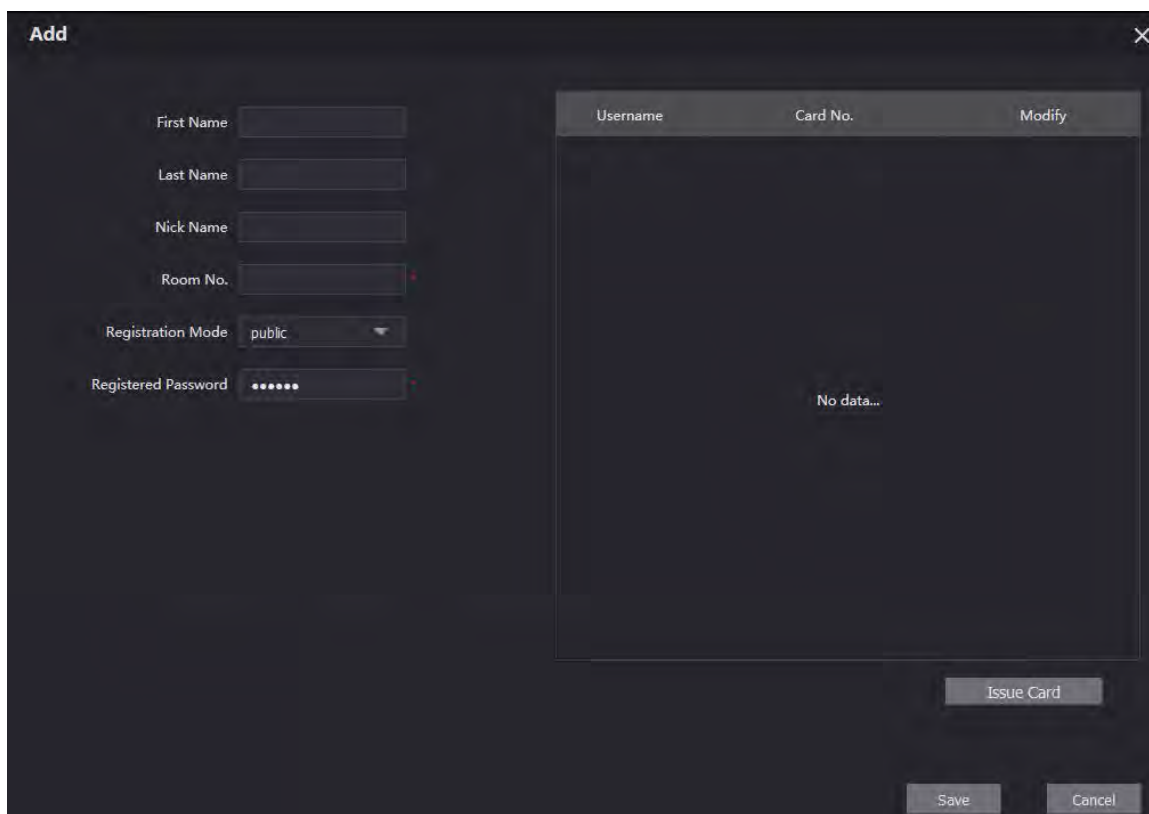 Add
First Name
Last Name
Nick Name
Room No. *
Registration Mode public
Registered Password •••••• *
Username Card No. Modify
No data...
Issue Card
Save Cancel